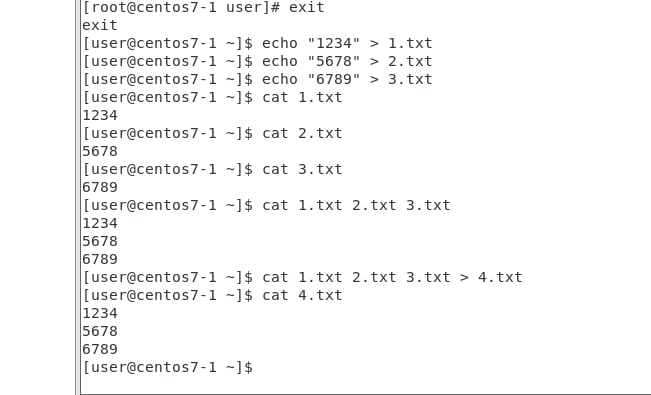 [root@centos7-1 user]# exit
exit
[user@centos7-1 ~]$ echo "1234" > 1.txt
[user@centos7-1 ~]$ echo "5678" > 2.txt
[user@centos7-1 ~]$ echo "6789" > 3.txt
[user@centos7-1 ~]$ cat 1.txt
1234
[user@centos7-1 ~]$ cat 2.txt
5678
[user@centos7-1 ~]$ cat 3.txt
6789
[user@centos7-1 ~]$ cat 1.txt 2.txt 3.txt
1234
5678
6789
[user@centos7-1 ~]$ cat 1.txt 2.txt 3.txt > 4.txt
[user@centos7-1 ~]$ cat 4.txt
1234
5678
6789
[user@centos7-1 ~]$